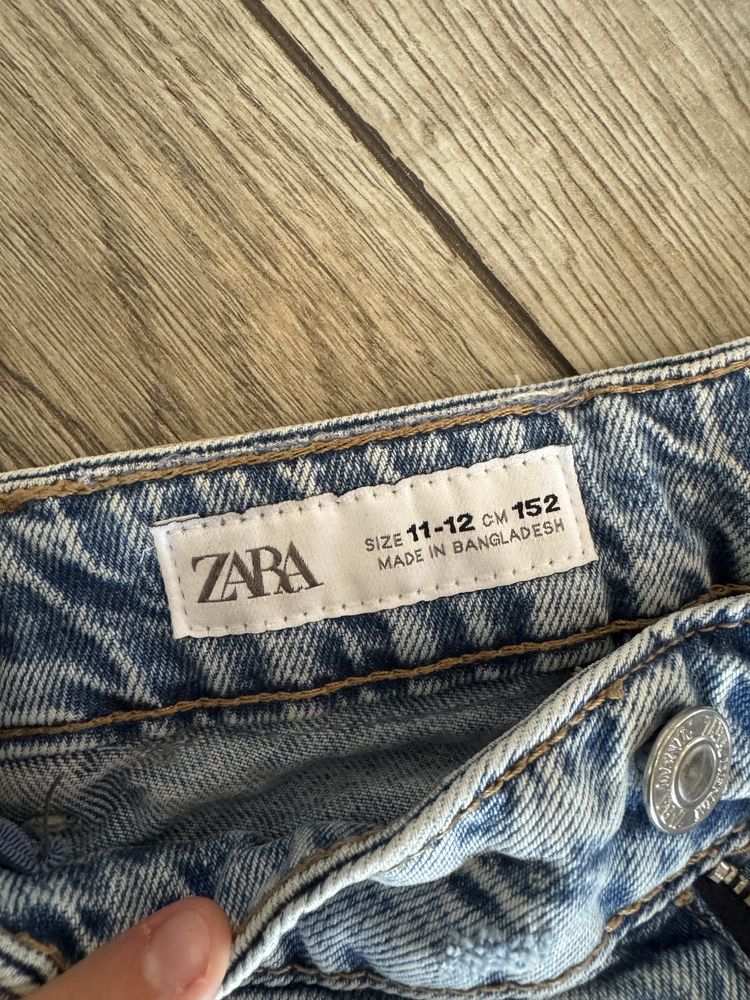 ZARA
SIZE 11-12 CM 152
MADE IN BANGLADESH